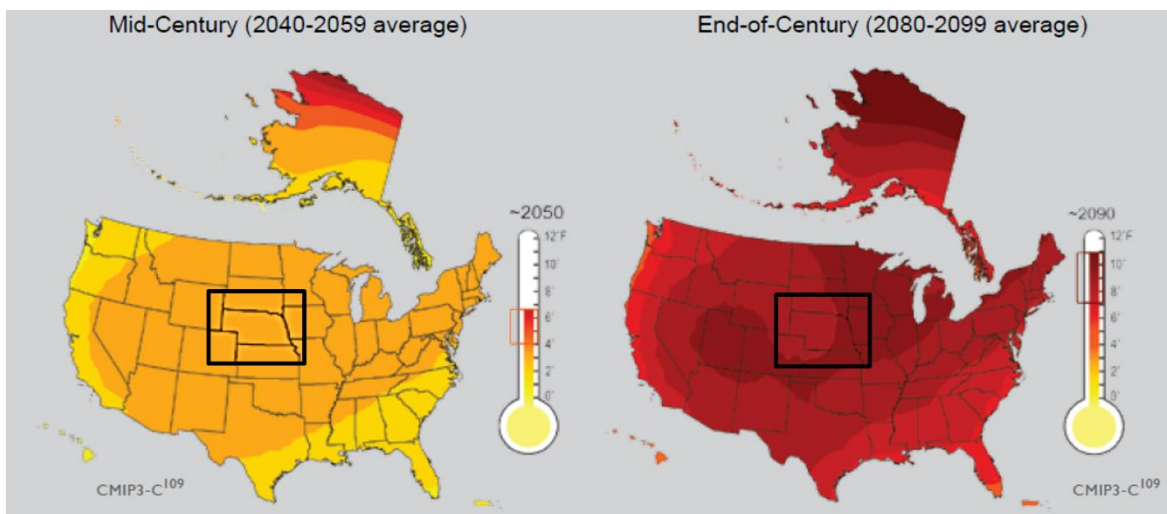 Mid-Century (2040-2059 average)
End-of-Century (2080-2099 average)
~2050
12°F
10°
8°
6°
4°
2°
0°
CMIP3-C109
~2090
12°F
10°
8°
6°
4°
2°
0°
CMIP3-C109